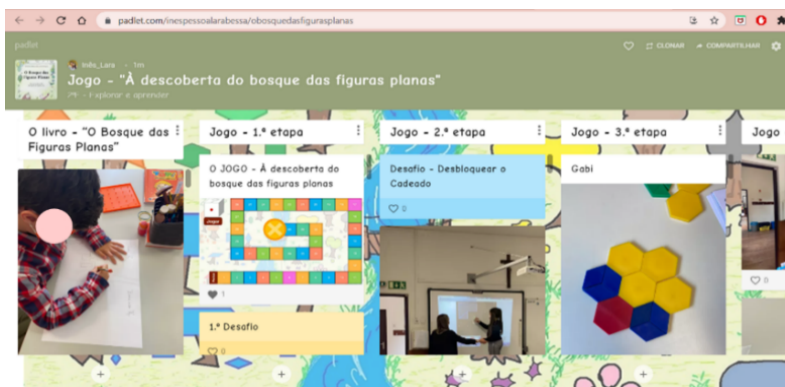 padlet.com/inespessoalarabessa/obosquedasfigurasplanas
padlet
CLONAR
COMPARTILHAR
Inês_Lara • 1m
Jogo - "À descoberta do bosque das figuras planas"
Explorar e aprender
O livro - "O Bosque das
Figuras Planas"
Jogo - 1.ª etapa
O JOGO - À descoberta do
bosque das figuras planas
1
1.º Desafio
0
Jogo - 2.ª etapa
Desafio - Desbloquear o
Cadeado
0
Jogo - 3.ª etapa
Gabi
Jogo
0